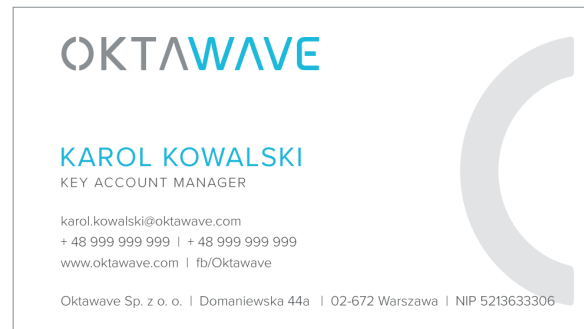 OKTAWAVE
KAROL KOWALSKI
KEY ACCOUNT MANAGER
karol.kowalski@oktawave.com
+ 48 999 999 999 | + 48 999 999 999
www.oktawave.com | fb/Oktawave
Oktawave Sp. z o. o. | Domaniewska 44a | 02-672 Warszawa | NIP 5213633306